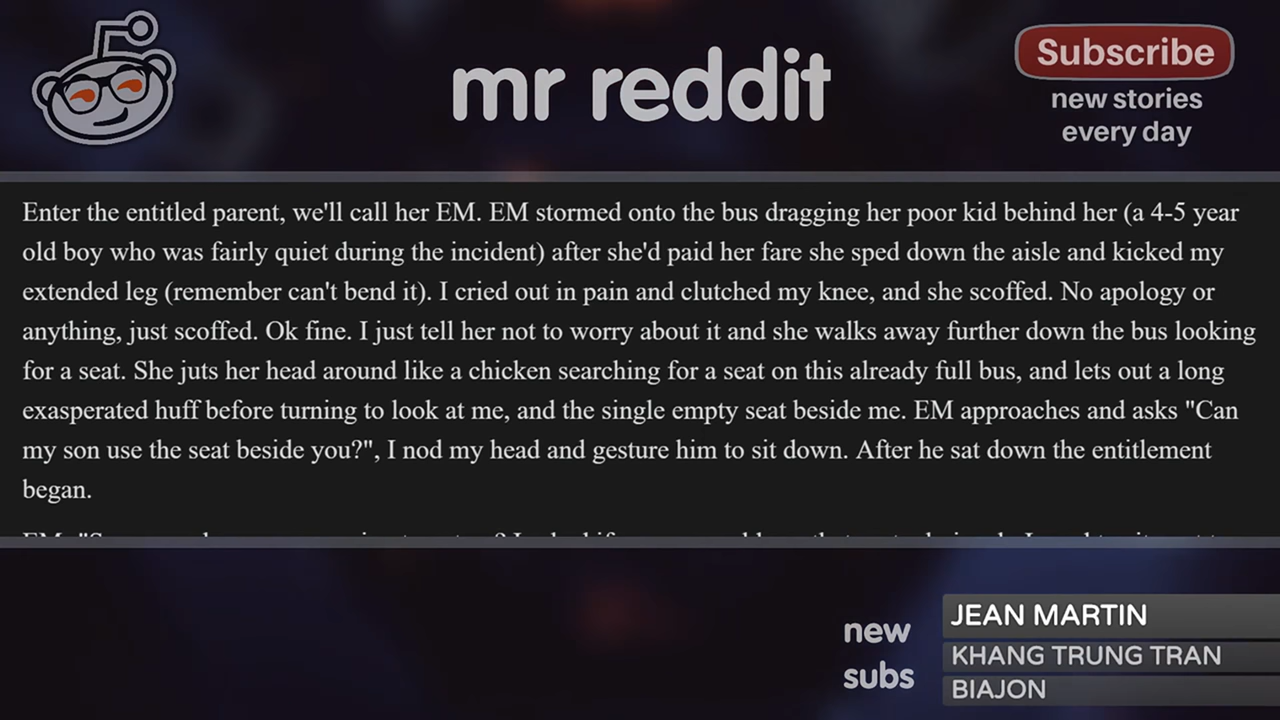 mr reddit
Subscribe
new stories
every day
Enter the entitled parent, we'll call her EM. EM stormed onto the bus dragging her poor kid behind her (a 4-5 year
old boy who was fairly quiet during the incident) after she'd paid her fare she sped down the aisle and kicked my
extended leg (remember can't bend it). I cried out in pain and clutched my knee, and she scoffed. No apology or
anything, just scoffed. Ok fine. I just tell her not to worry about it and she walks away further down the bus looking
for a seat. She juts her head around like a chicken searching for a seat on this already full bus, and lets out a long
exasperated huff before turning to look at me, and the single empty seat beside me. EM approaches and asks "Can
my son use the seat beside you?", I nod my head and gesture him to sit down. After he sat down the entitlement
began.
new
subs
JEAN MARTIN
KHANG TRUNG TRAN
BIAJON